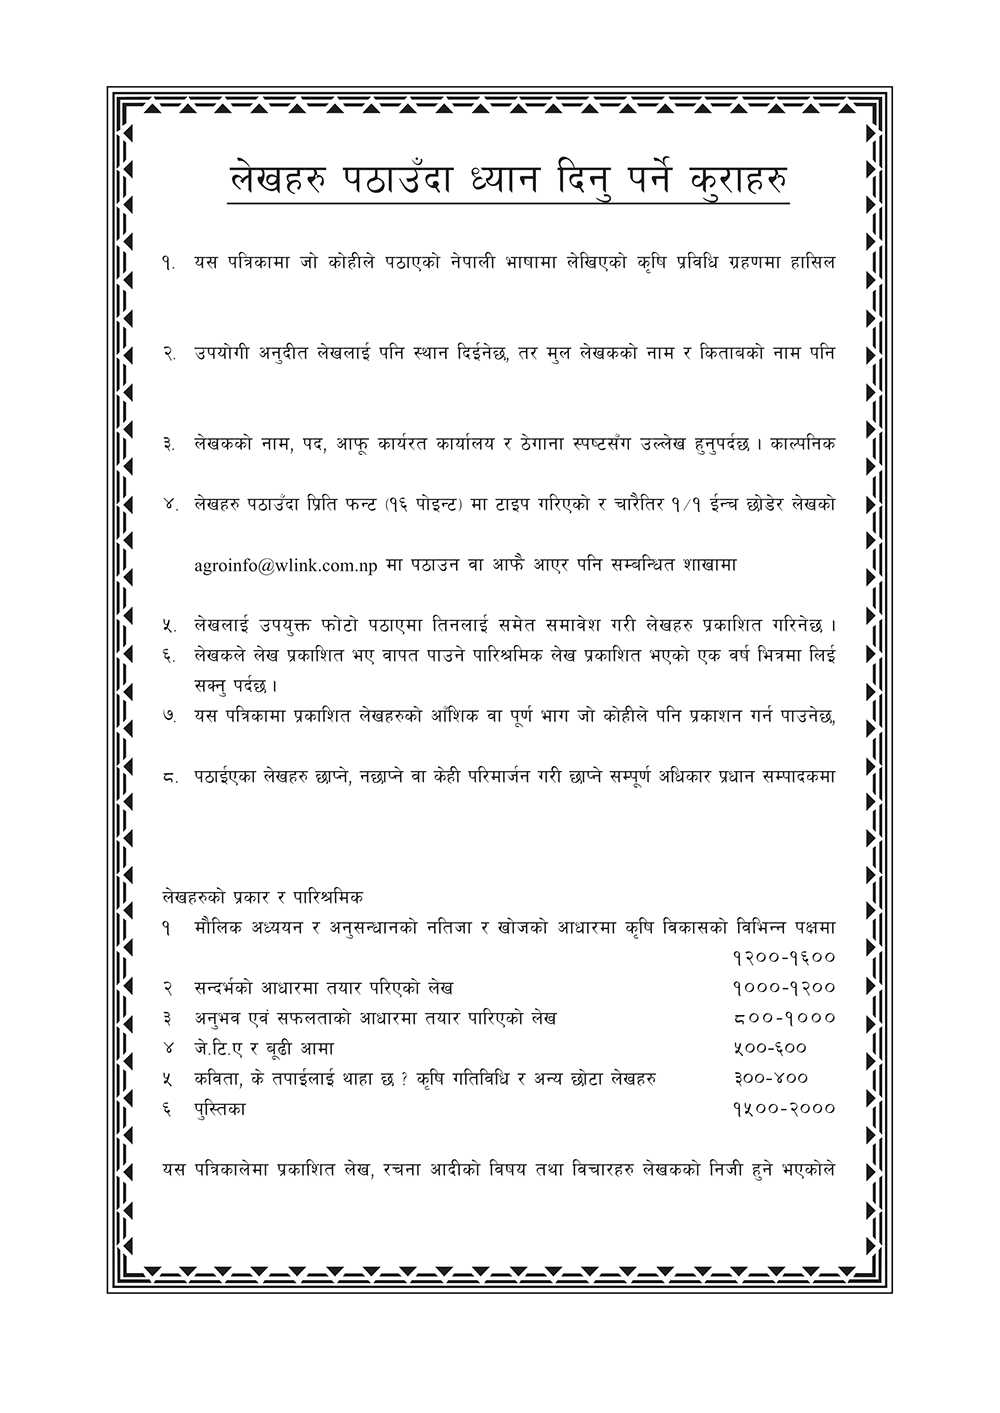 लेखहरु पठाउँदा ध्यान दिनु पर्ने कुराहरु
१. यस पत्रिकामा जो कोहीले पठाएको नेपाली भाषामा लेखिएको कृषि प्रविधि ग्रहणमा हासिल
२. उपयोगी अनुदीत लेखलाई पनि स्थान दिईनेछ, तर मुल लेखकको नाम र किताबको नाम पनि
३. लेखकको नाम, पद, आफू कार्यरत कार्यालय र ठेगाना स्पष्टसँग उल्लेख हुनुपर्दछ । काल्पनिक
४. लेखहरु पठाउँदा प्रिति फन्ट (१६ पोइन्ट) मा टाइप गरिएको र चारैतिर १/१ ईन्च छोडेर लेखको
agroinfo@wlink.com.np मा पठाउन वा आफै आएर पनि सम्बन्धित शाखामा
५. लेखलाई उपयुक्त फोटो पठाएमा तिनलाई समेत समावेश गरी लेखहरु प्रकाशित गरिनेछ ।
६. लेखकले लेख प्रकाशित भए वापत पाउने पारिश्रमिक लेख प्रकाशित भएको एक वर्ष भित्रमा लिई
सक्नु पर्दछ ।
७. यस पत्रिकामा प्रकाशित लेखहरुको आँशिक वा पूर्ण भाग जो कोहीले पनि प्रकाशन गर्न पाउनेछ,
८. पठाईएका लेखहरु छाप्ने, नछाप्ने वा केही परिमार्जन गरी छाप्ने सम्पूर्ण अधिकार प्रधान सम्पादकमा
लेखहरुको प्रकार र पारिश्रमिक
१ मौलिक अध्ययन र अनुसन्धानको नतिजा र खोजको आधारमा कृषि विकासको विभिन्न पक्षमा
१२००-१६००
२ सन्दर्भको आधारमा तयार परिएको लेख १०००-१२००
३ अनुभव एवं सफलताको आधारमा तयार पारिएको लेख ८००-१०००
४ जे.टि.ए र बूढी आमा ५००-६००
५ कविता, के तपाईलाई थाहा छ ? कृषि गतिविधि र अन्य छोटा लेखहरु ३००-४००
६ पुस्तिका १५००-२०००
यस पत्रिकालेमा प्रकाशित लेख, रचना आदीको विषय तथा विचारहरु लेखकको निजी हुने भएकोले